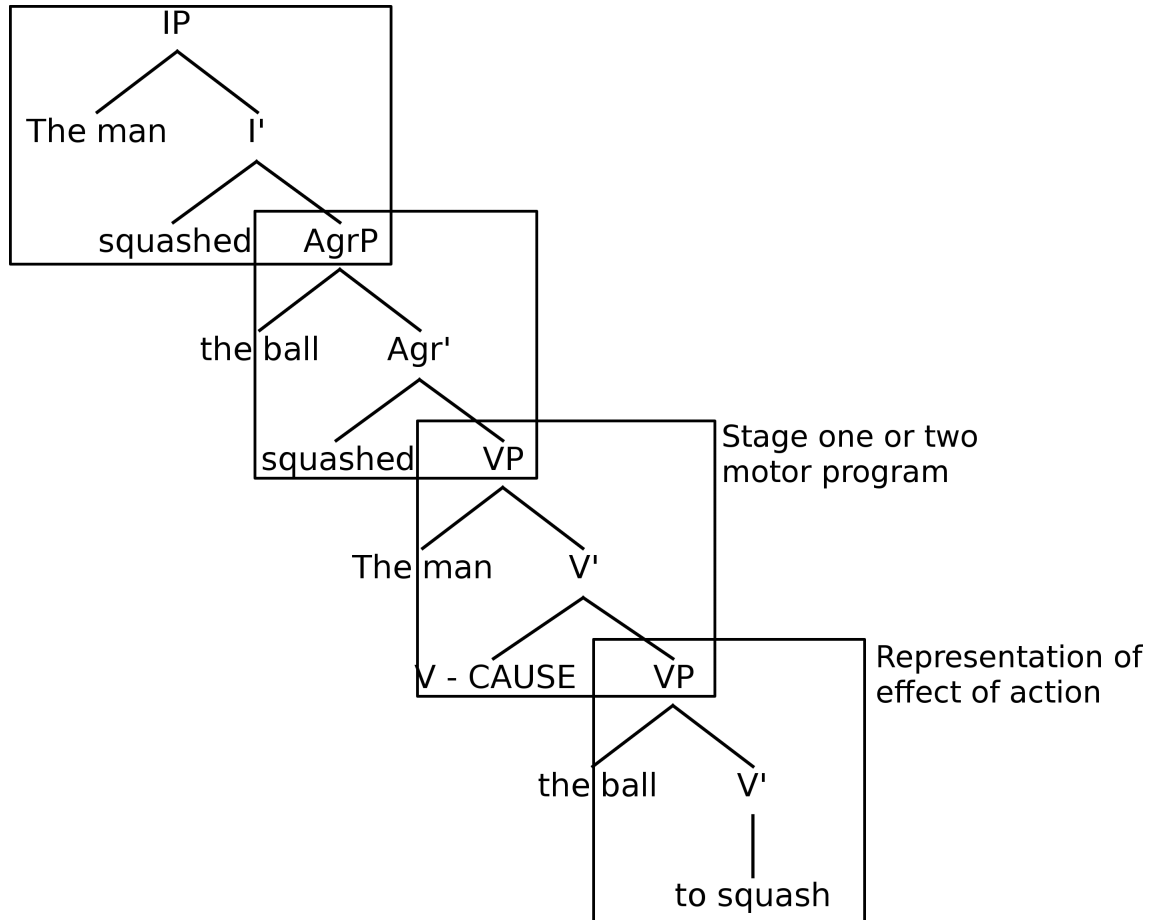 IP
The man I'
squashed AgrP
the ball Agr'
squashed VP
Stage one or two
motor program
The man V'
V - CAUSE VP
Representation of
effect of action
the ball V'
to squash